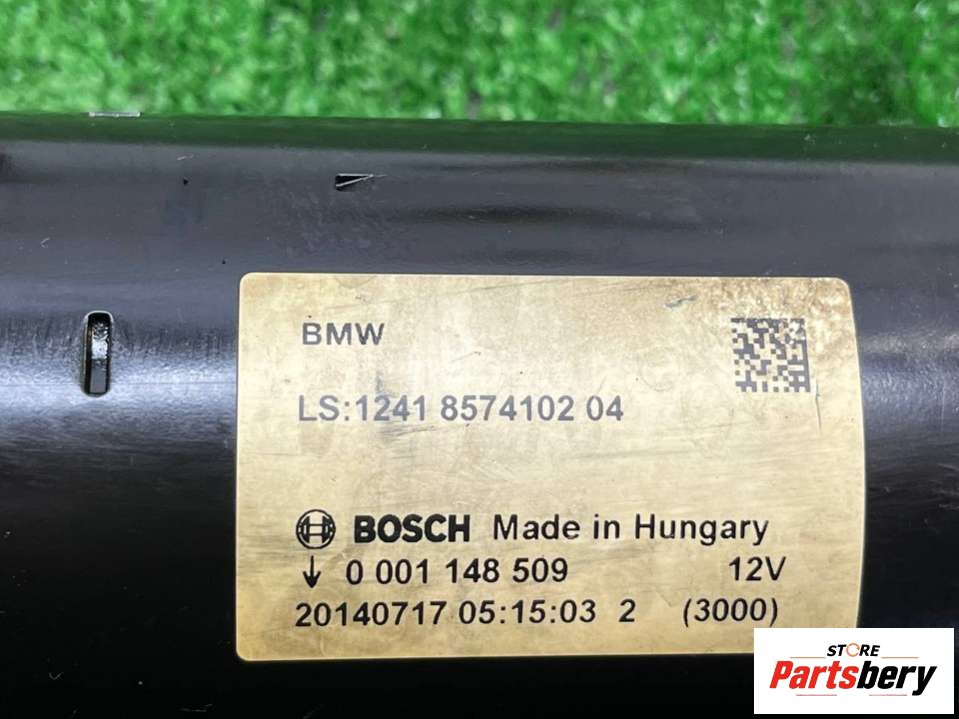 BMW
LS:1241 8574102 04
BOSCH Made in Hungary
↓ 0 001 148 509 12V
20140717 05:15:03 2 (3000)
STORE
Partsbery